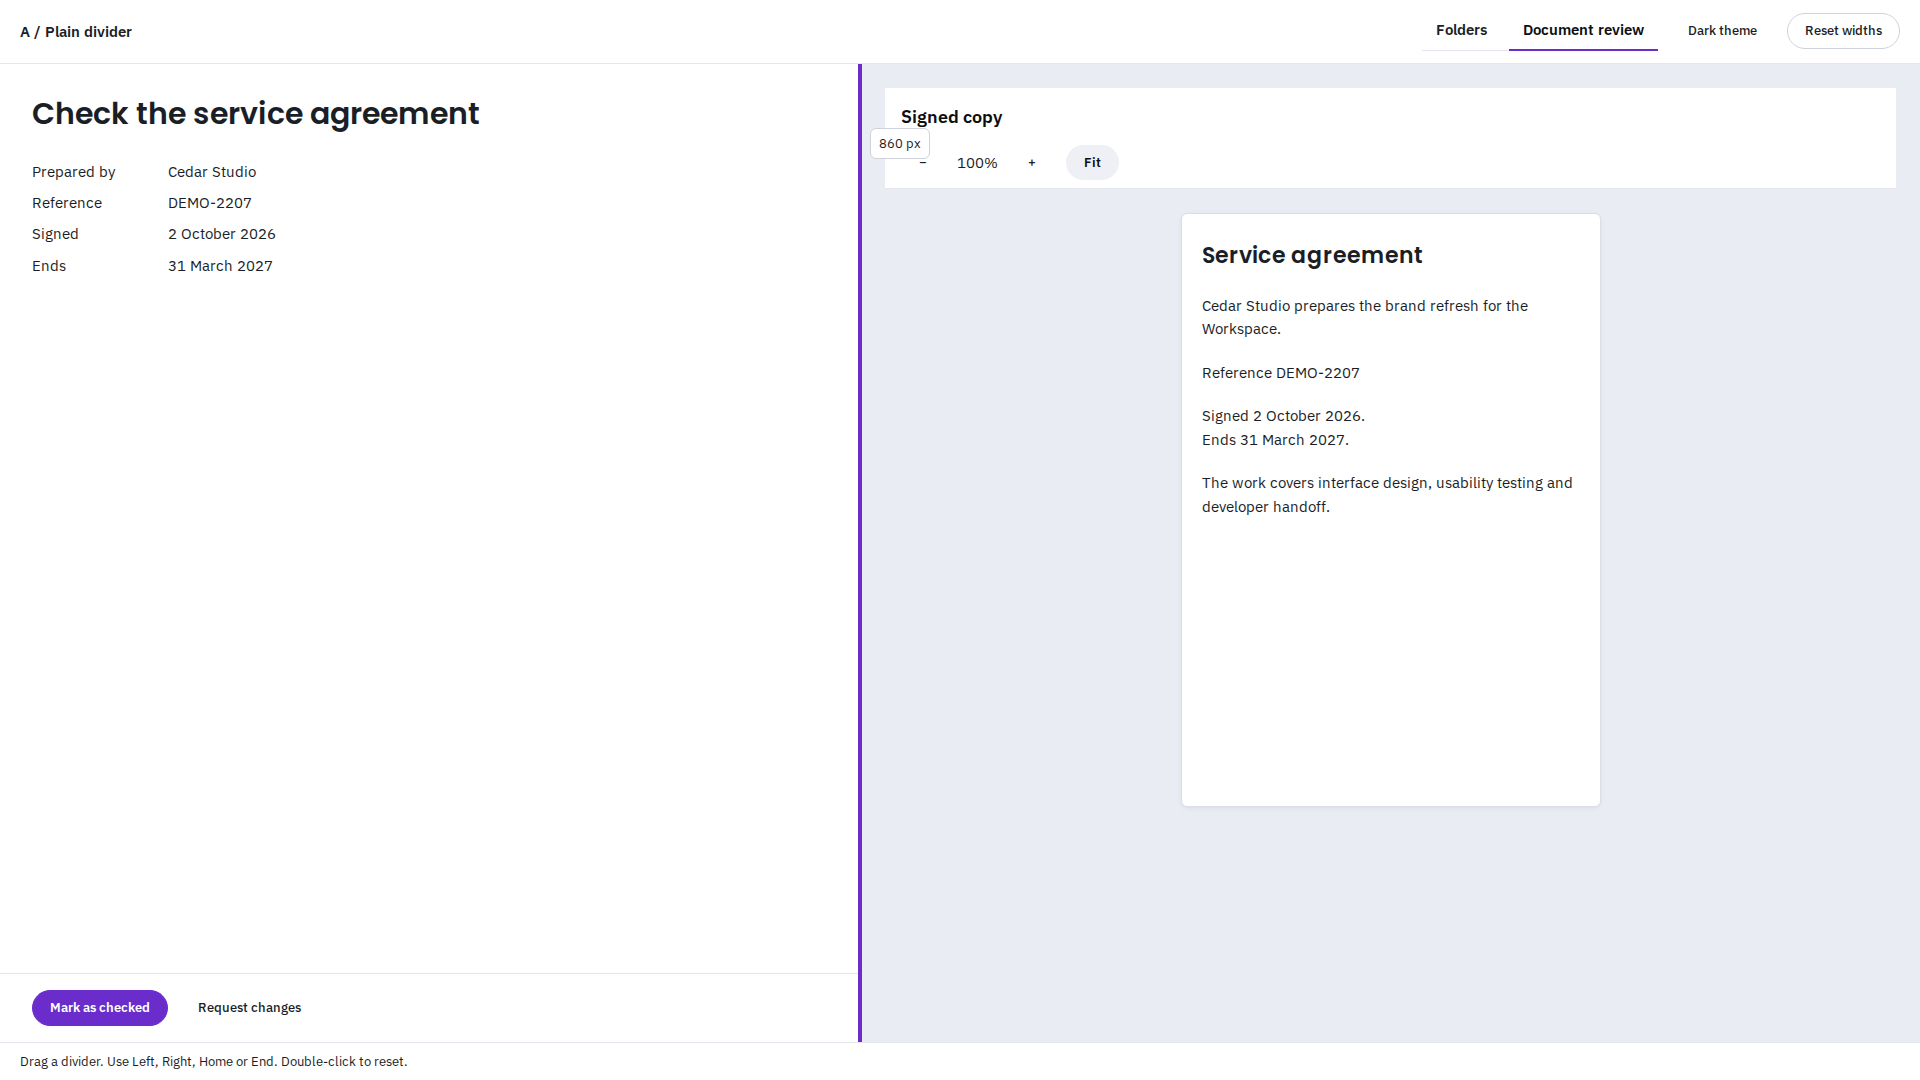 A / Plain divider
Folders
Document review
Dark theme
Reset widths
Check the service agreement
Prepared by Cedar Studio
Reference DEMO-2207
Signed 2 October 2026
Ends 31 March 2027
Mark as checked
Request changes
Signed copy
860 px
− 100% + Fit
Service agreement
Cedar Studio prepares the brand refresh for the
Workspace.
Reference DEMO-2207
Signed 2 October 2026.
Ends 31 March 2027.
The work covers interface design, usability testing and
developer handoff.
Drag a divider. Use Left, Right, Home or End. Double-click to reset.